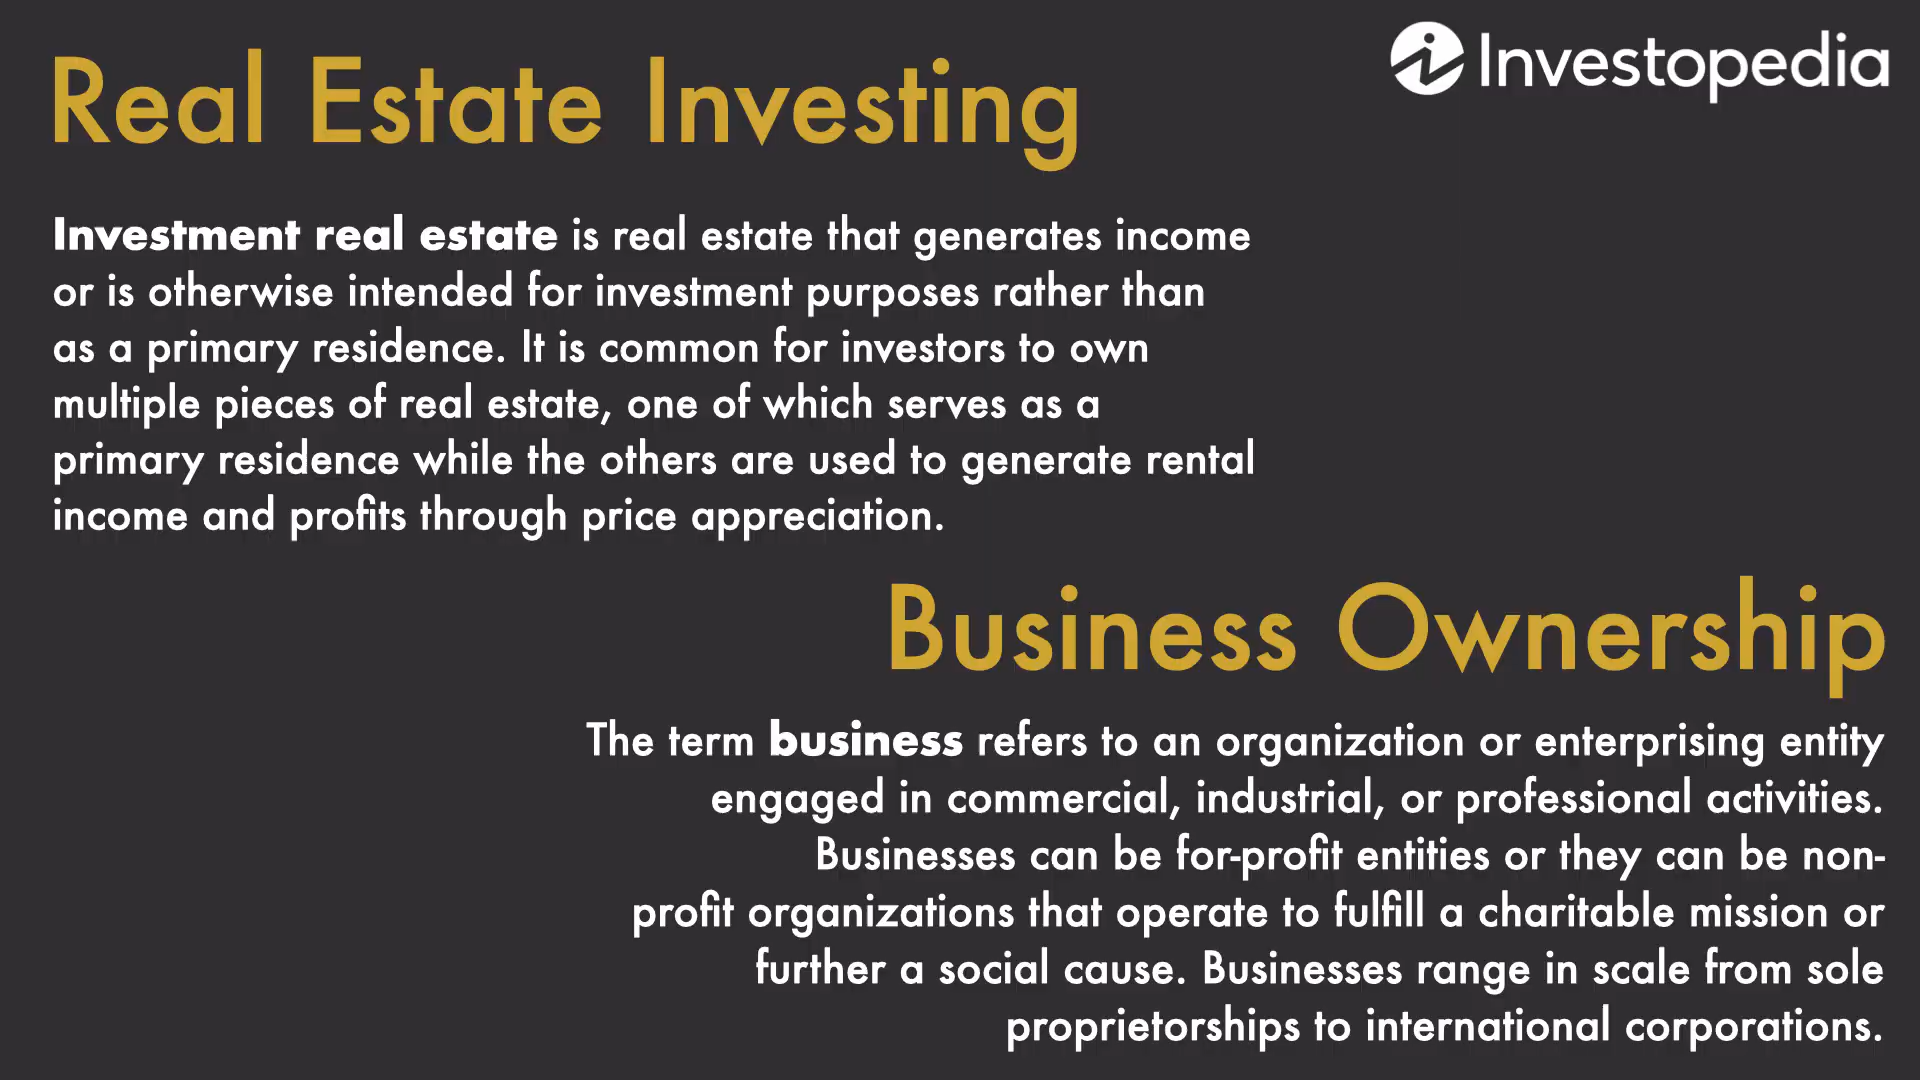 Investopedia
Real Estate Investing
Investment real estate is real estate that generates income
or is otherwise intended for investment purposes rather than
as a primary residence. It is common for investors to own
multiple pieces of real estate, one of which serves as a
primary residence while the others are used to generate rental
income and profits through price appreciation.
Business Ownership
The term business refers to an organization or enterprising entity
engaged in commercial, industrial, or professional activities.
Businesses can be for-profit entities or they can be non-
profit organizations that operate to fulfill a charitable mission or
further a social cause. Businesses range in scale from sole
proprietorships to international corporations.